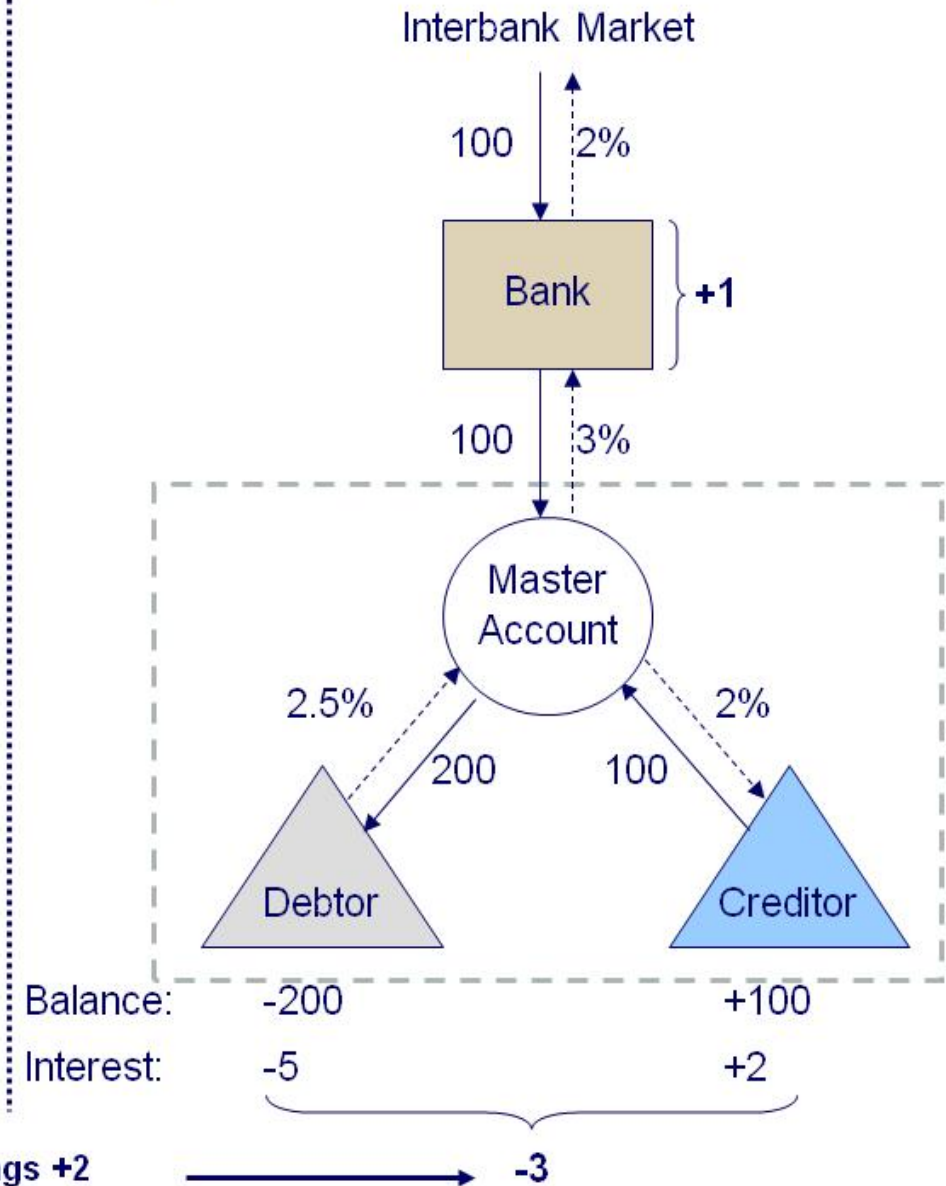 Interbank Market
100 2%
Bank
+1
100 3%
Master
Account
2.5% 2%
200 100
Debtor Creditor
Balance: -200 +100
Interest: -5 +2
+2 -3